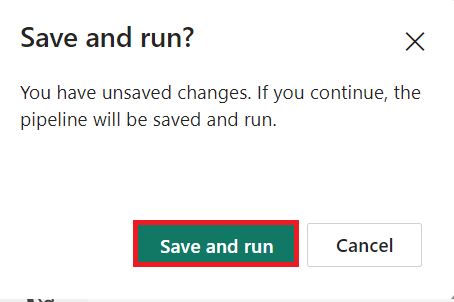 Save and run?
You have unsaved changes. If you continue, the
pipeline will be saved and run.
Save and run
Cancel